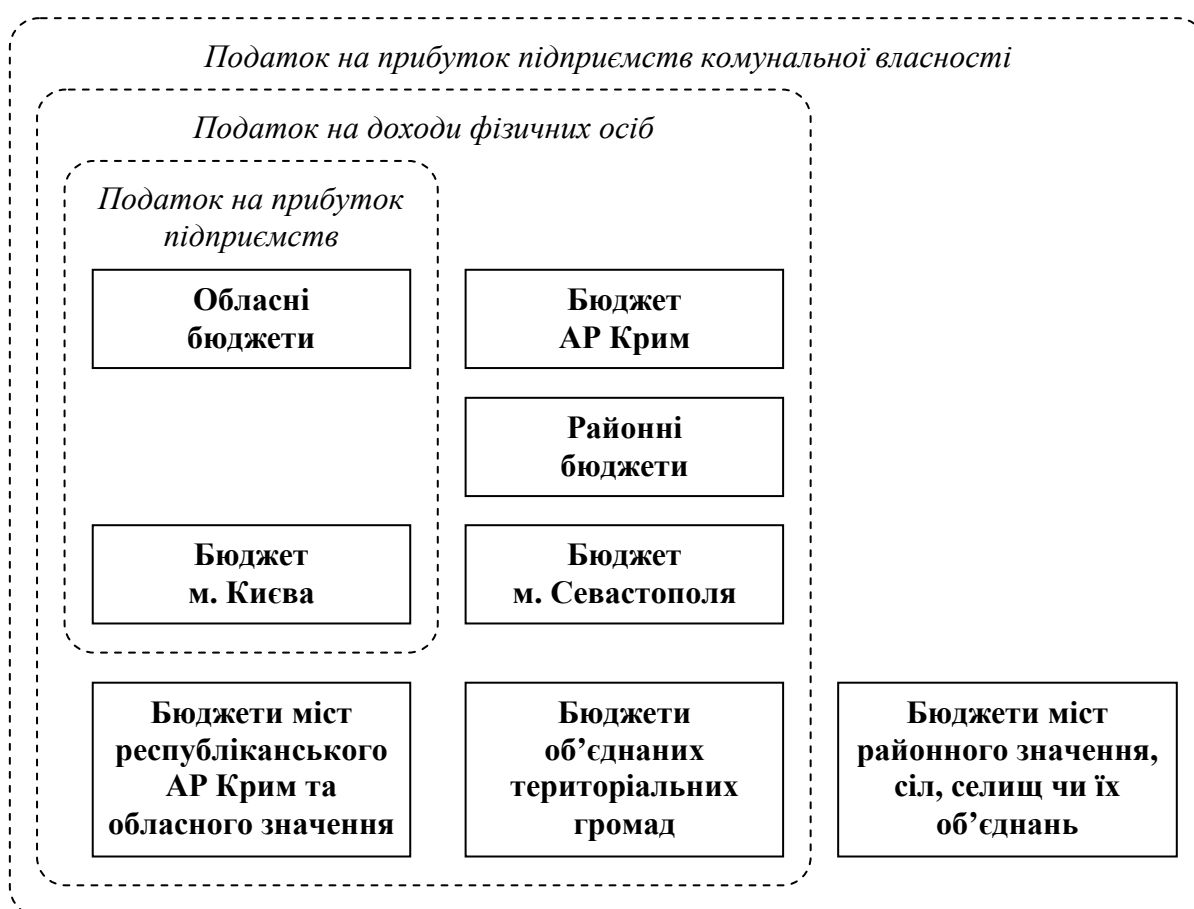 Податок на прибуток підприємств комунальної власності
Податок на доходи фізичних осіб
Податок на прибуток
підприємств
Обласні
бюджети
Бюджет
АР Крим
Районні
бюджети
Бюджет
м. Києва
Бюджет
м. Севастополя
Бюджети міст
республіканського
АР Крим та
обласного значення
Бюджети
об’єднаних
територіальних
громад
Бюджети міст
районного значення,
сіл, селищ чи їх
об’єднань